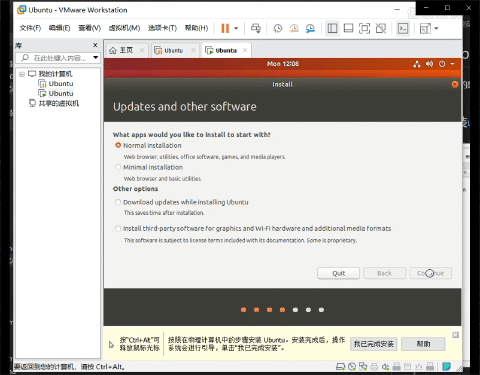 Ubuntu - VMware Workstation
文件(F) 编辑(E) 查看(V) 虚拟机(M) 选项卡(T) 帮助(H)
库
在此处键入内容...
我的计算机
Ubuntu
Ubuntu
共享的虚拟机
主页 Ubuntu Ubuntu
Mon 12:08
Install
Updates and other software
What apps would you like to install to start with?
Normal installation
Web browser, utilities, office software, games, and media players.
Minimal installation
Web browser and basic utilities.
Other options
Download updates while installing Ubuntu
This saves time after installation.
Install third-party software for graphics and Wi-Fi hardware and additional media formats
This software is subject to license terms included with its documentation. Some is proprietary.
Quit Back Continue
按"Ctrl+Alt"可释放鼠标光标
按照在物理计算机中的步骤安装 Ubuntu。安装完成后，操作
系统会进行引导，单击"我已完成安装"。
我已完成安装 帮助
要返回到您的计算机，请按 Ctrl+Alt。